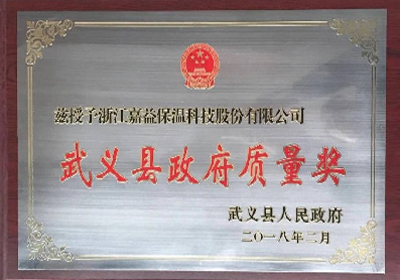 兹授予浙江嘉益保温科技股份有限公司
武义县政府质量奖
武义县人民政府
二〇一八年二月